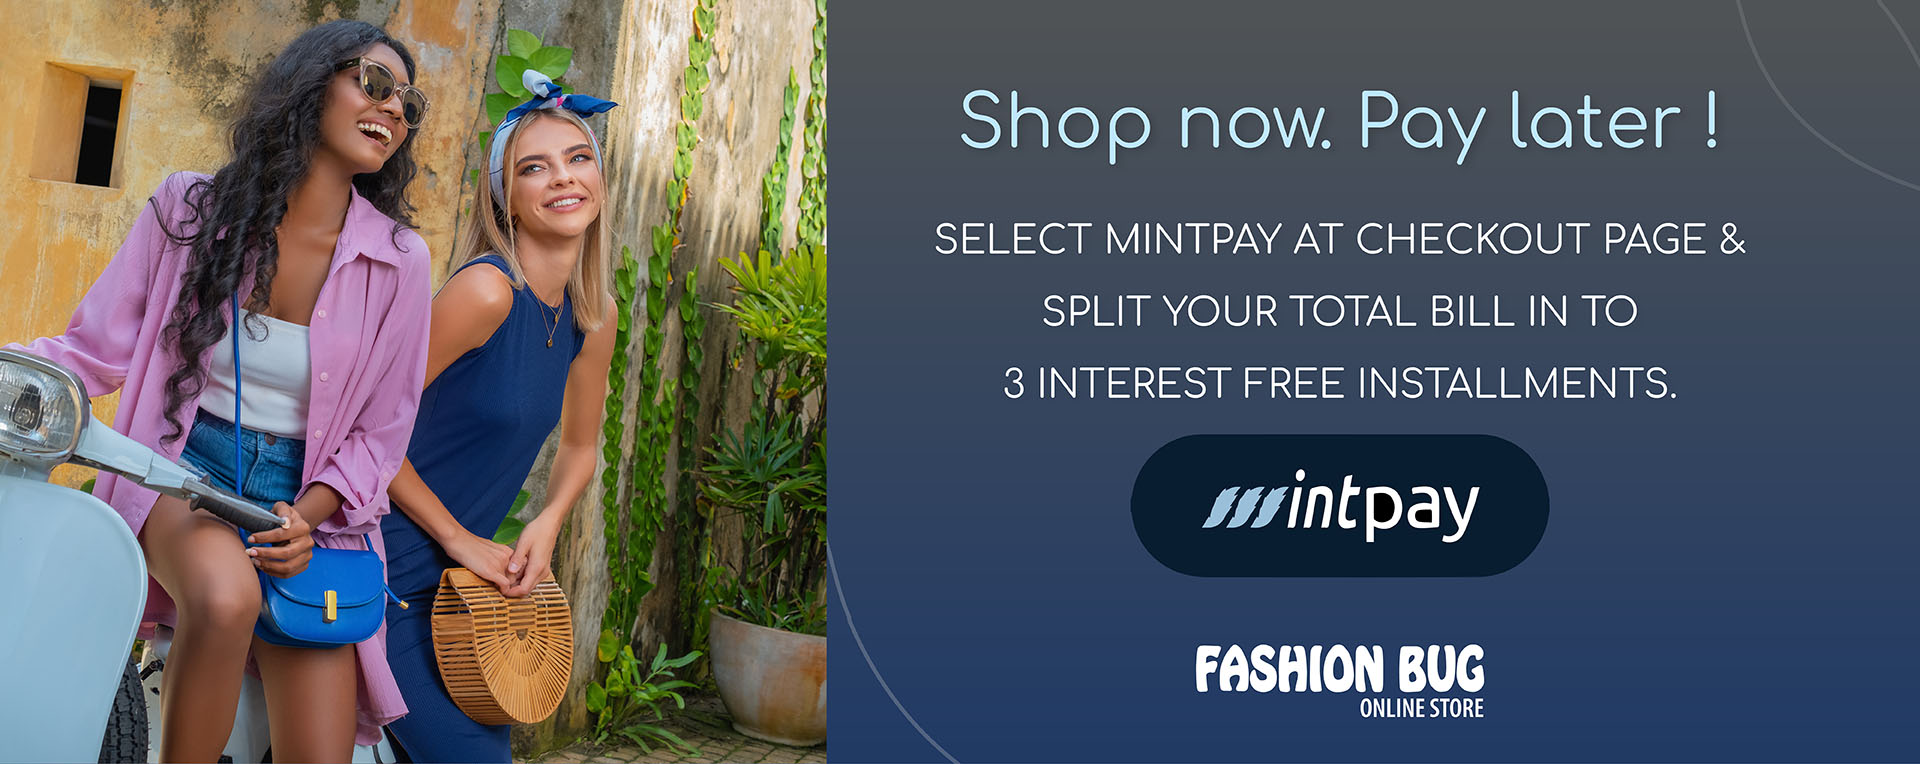 Shop now. Pay later !
SELECT MINTPAY AT CHECKOUT PAGE &
SPLIT YOUR TOTAL BILL IN TO
3 INTEREST FREE INSTALLMENTS.
mintpay
FASHION BUG
ONLINE STORE